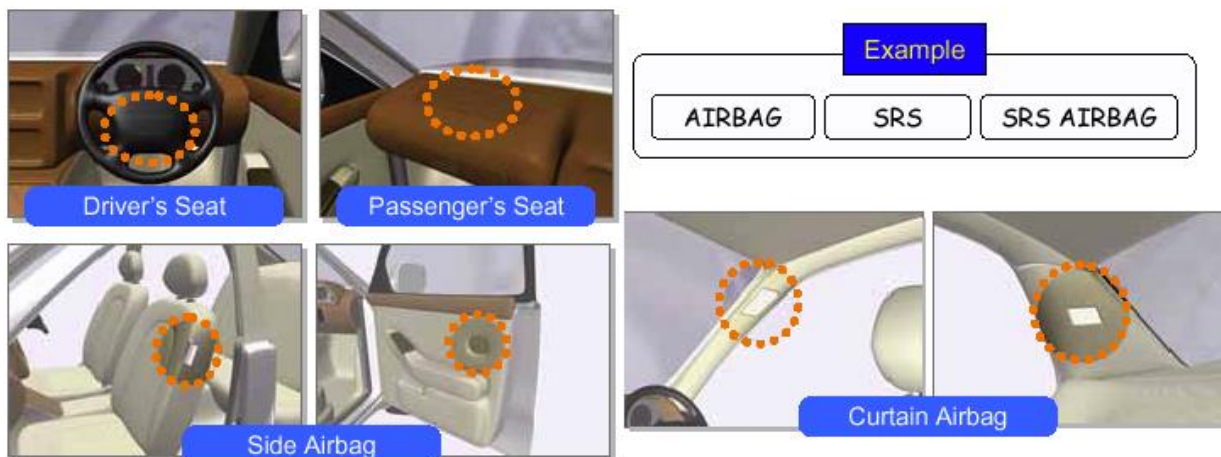 Example
AIRBAG
SRS
SRS AIRBAG
Driver's Seat
Passenger's Seat
Side Airbag
Curtain Airbag